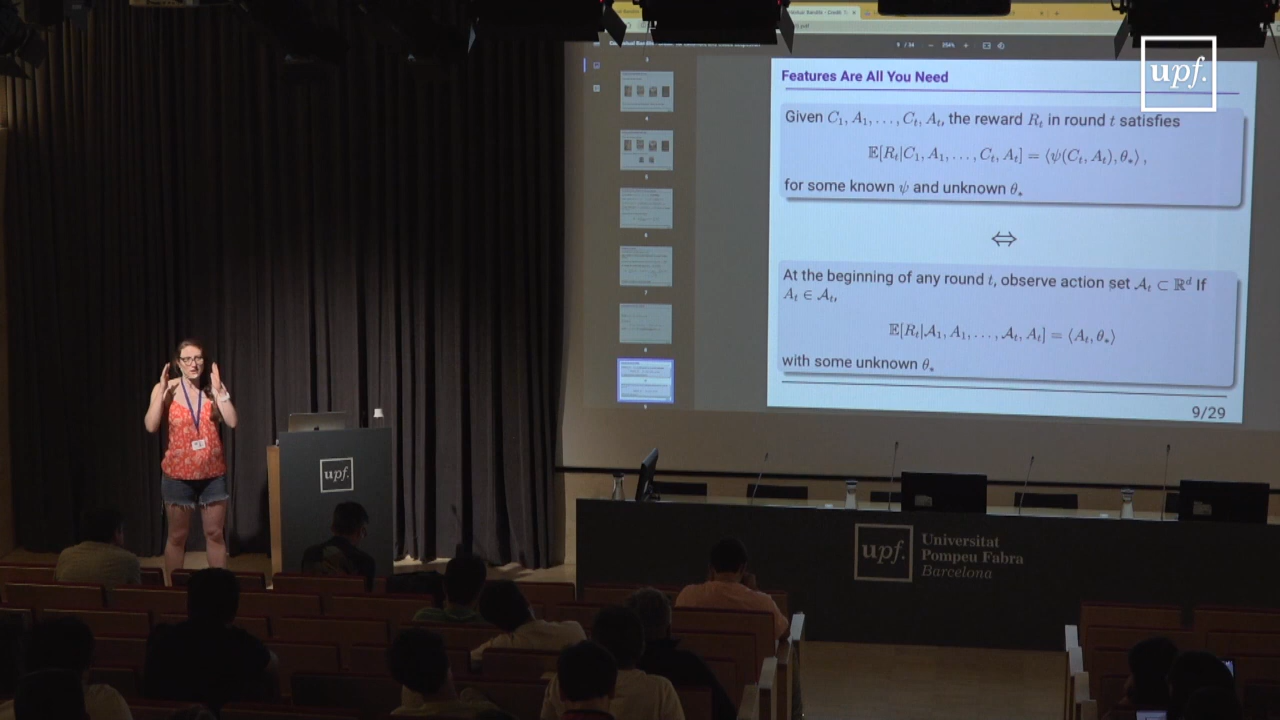 9 / 34 − 254% +
upf.
Features Are All You Need
Given C₁, A₁, . . . , Cₜ, Aₜ, the reward Rₜ in round t satisfies
𝔼[Rₜ|C₁, A₁, . . . , Cₜ, Aₜ] = ⟨ψ(Cₜ, Aₜ), θ*⟩ ,
for some known ψ and unknown θ*
⇔
At the beginning of any round t, observe action set 𝒜ₜ ⊂ ℝᵈ If
Aₜ ∈ 𝒜ₜ,
𝔼[Rₜ|𝒜₁, A₁, . . . , 𝒜ₜ, Aₜ] = ⟨Aₜ, θ*⟩
with some unknown θ*
9/29
upf.
upf.
Universitat
Pompeu Fabra
Barcelona